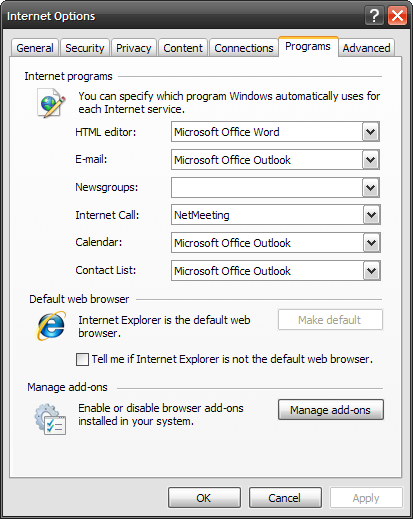 Internet Options
General Security Privacy Content Connections Programs Advanced
Internet programs
You can specify which program Windows automatically uses for
each Internet service.
HTML editor: Microsoft Office Word
E-mail: Microsoft Office Outlook
Newsgroups:
Internet Call: NetMeeting
Calendar: Microsoft Office Outlook
Contact List: Microsoft Office Outlook
Default web browser
Internet Explorer is the default web
browser.
Make default
Tell me if Internet Explorer is not the default web browser.
Manage add-ons
Enable or disable browser add-ons
installed in your system.
Manage add-ons
OK Cancel Apply